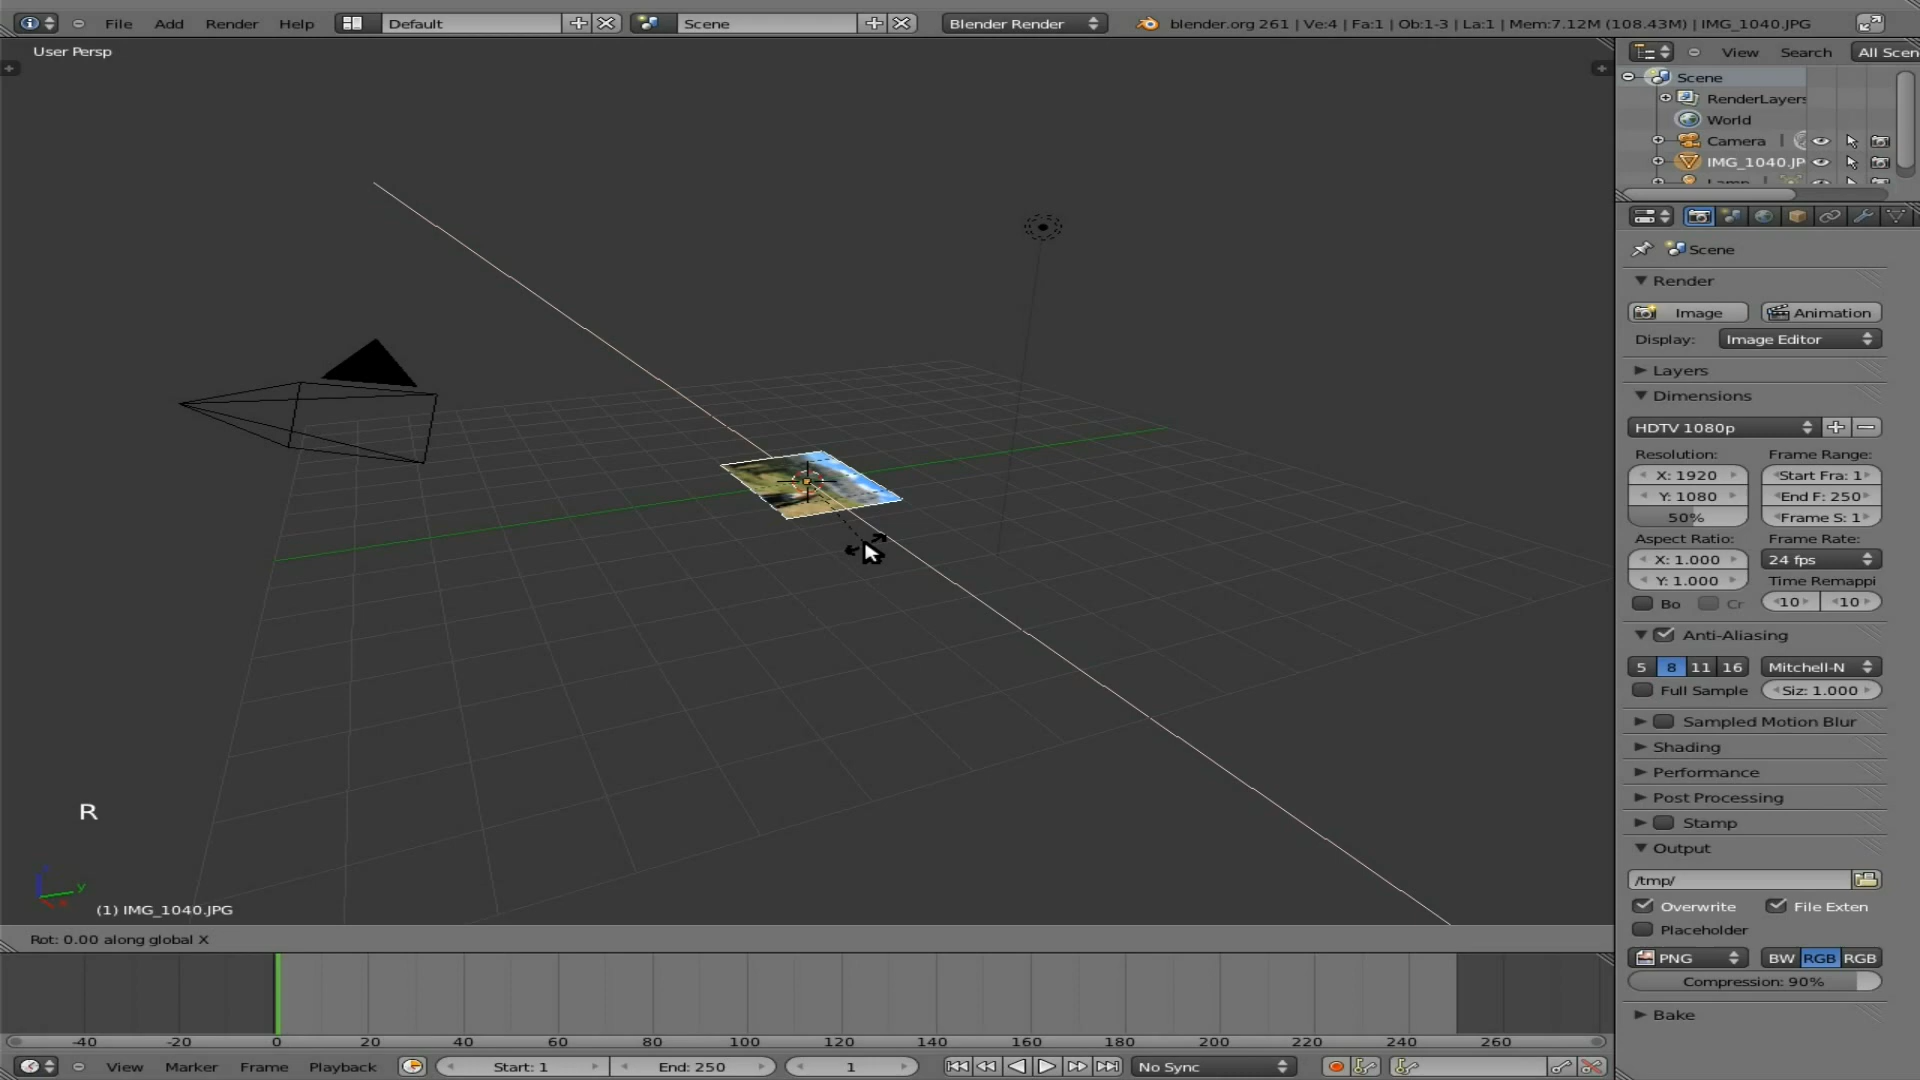 File Add Render Help Default Scene Blender Render blender.org 261 | Ve:4 | Fa:1 | Ob:1-3 | La:1 | Mem:7.12M (108.43M) | IMG_1040.JPG
User Persp
View Search All Scen
Scene
RenderLayers
World
Camera
IMG_1040.JP
Lamp
Scene
Render
Image Animation
Display: Image Editor
Layers
Dimensions
HDTV 1080p
Resolution: Frame Range:
X: 1920 Start Fra: 1
Y: 1080 End F: 250
50% Frame S: 1
Aspect Ratio: Frame Rate:
X: 1.000 24 fps
Y: 1.000 Time Remappi
Bo Cr 10 10
Anti-Aliasing
5 8 11 16 Mitchell-N
Full Sample Siz: 1.000
Sampled Motion Blur
Shading
Performance
Post Processing
Stamp
Output
/tmp/
Overwrite File Exten
Placeholder
PNG BW RGB RGB
Compression: 90%
Bake
R
z y x
(1) IMG_1040.JPG
Rot: 0.00 along global X
-40 -20 0 20 40 60 80 100 120 140 160 180 200 220 240 260
View Marker Frame Playback Start: 1 End: 250 1 No Sync